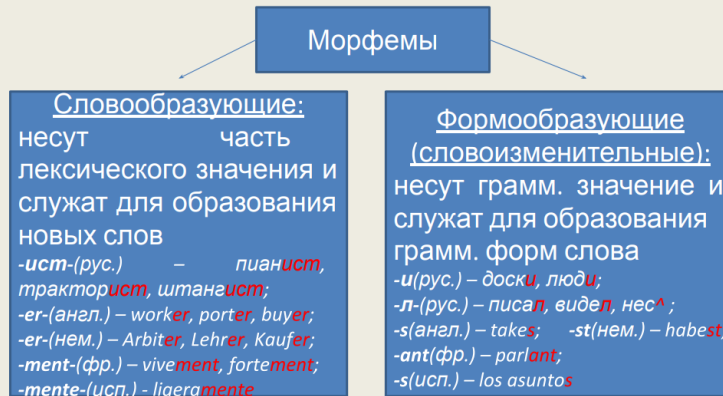 Морфемы
Словообразующие:
несут часть
лексического значения и
служат для образования
новых слов
-ист-(рус.) – пианист,
тракторист, штангист;
-er-(англ.) – worker, porter, buyer;
-er-(нем.) – Arbiter, Lehrer, Kaufer;
-ment-(фр.) – vivement, fortement;
-mente-(исп.) - ligeramente
Формообразующие
(словоизменительные):
несут грамм. значение и
служат для образования
грамм. форм слова
-и(рус.) – доски, люди;
-л-(рус.) – писал, видел, нес^ ;
-s(англ.) – takes; -st(нем.) – habest;
-ant(фр.) – parlant;
-s(исп.) – los asuntos